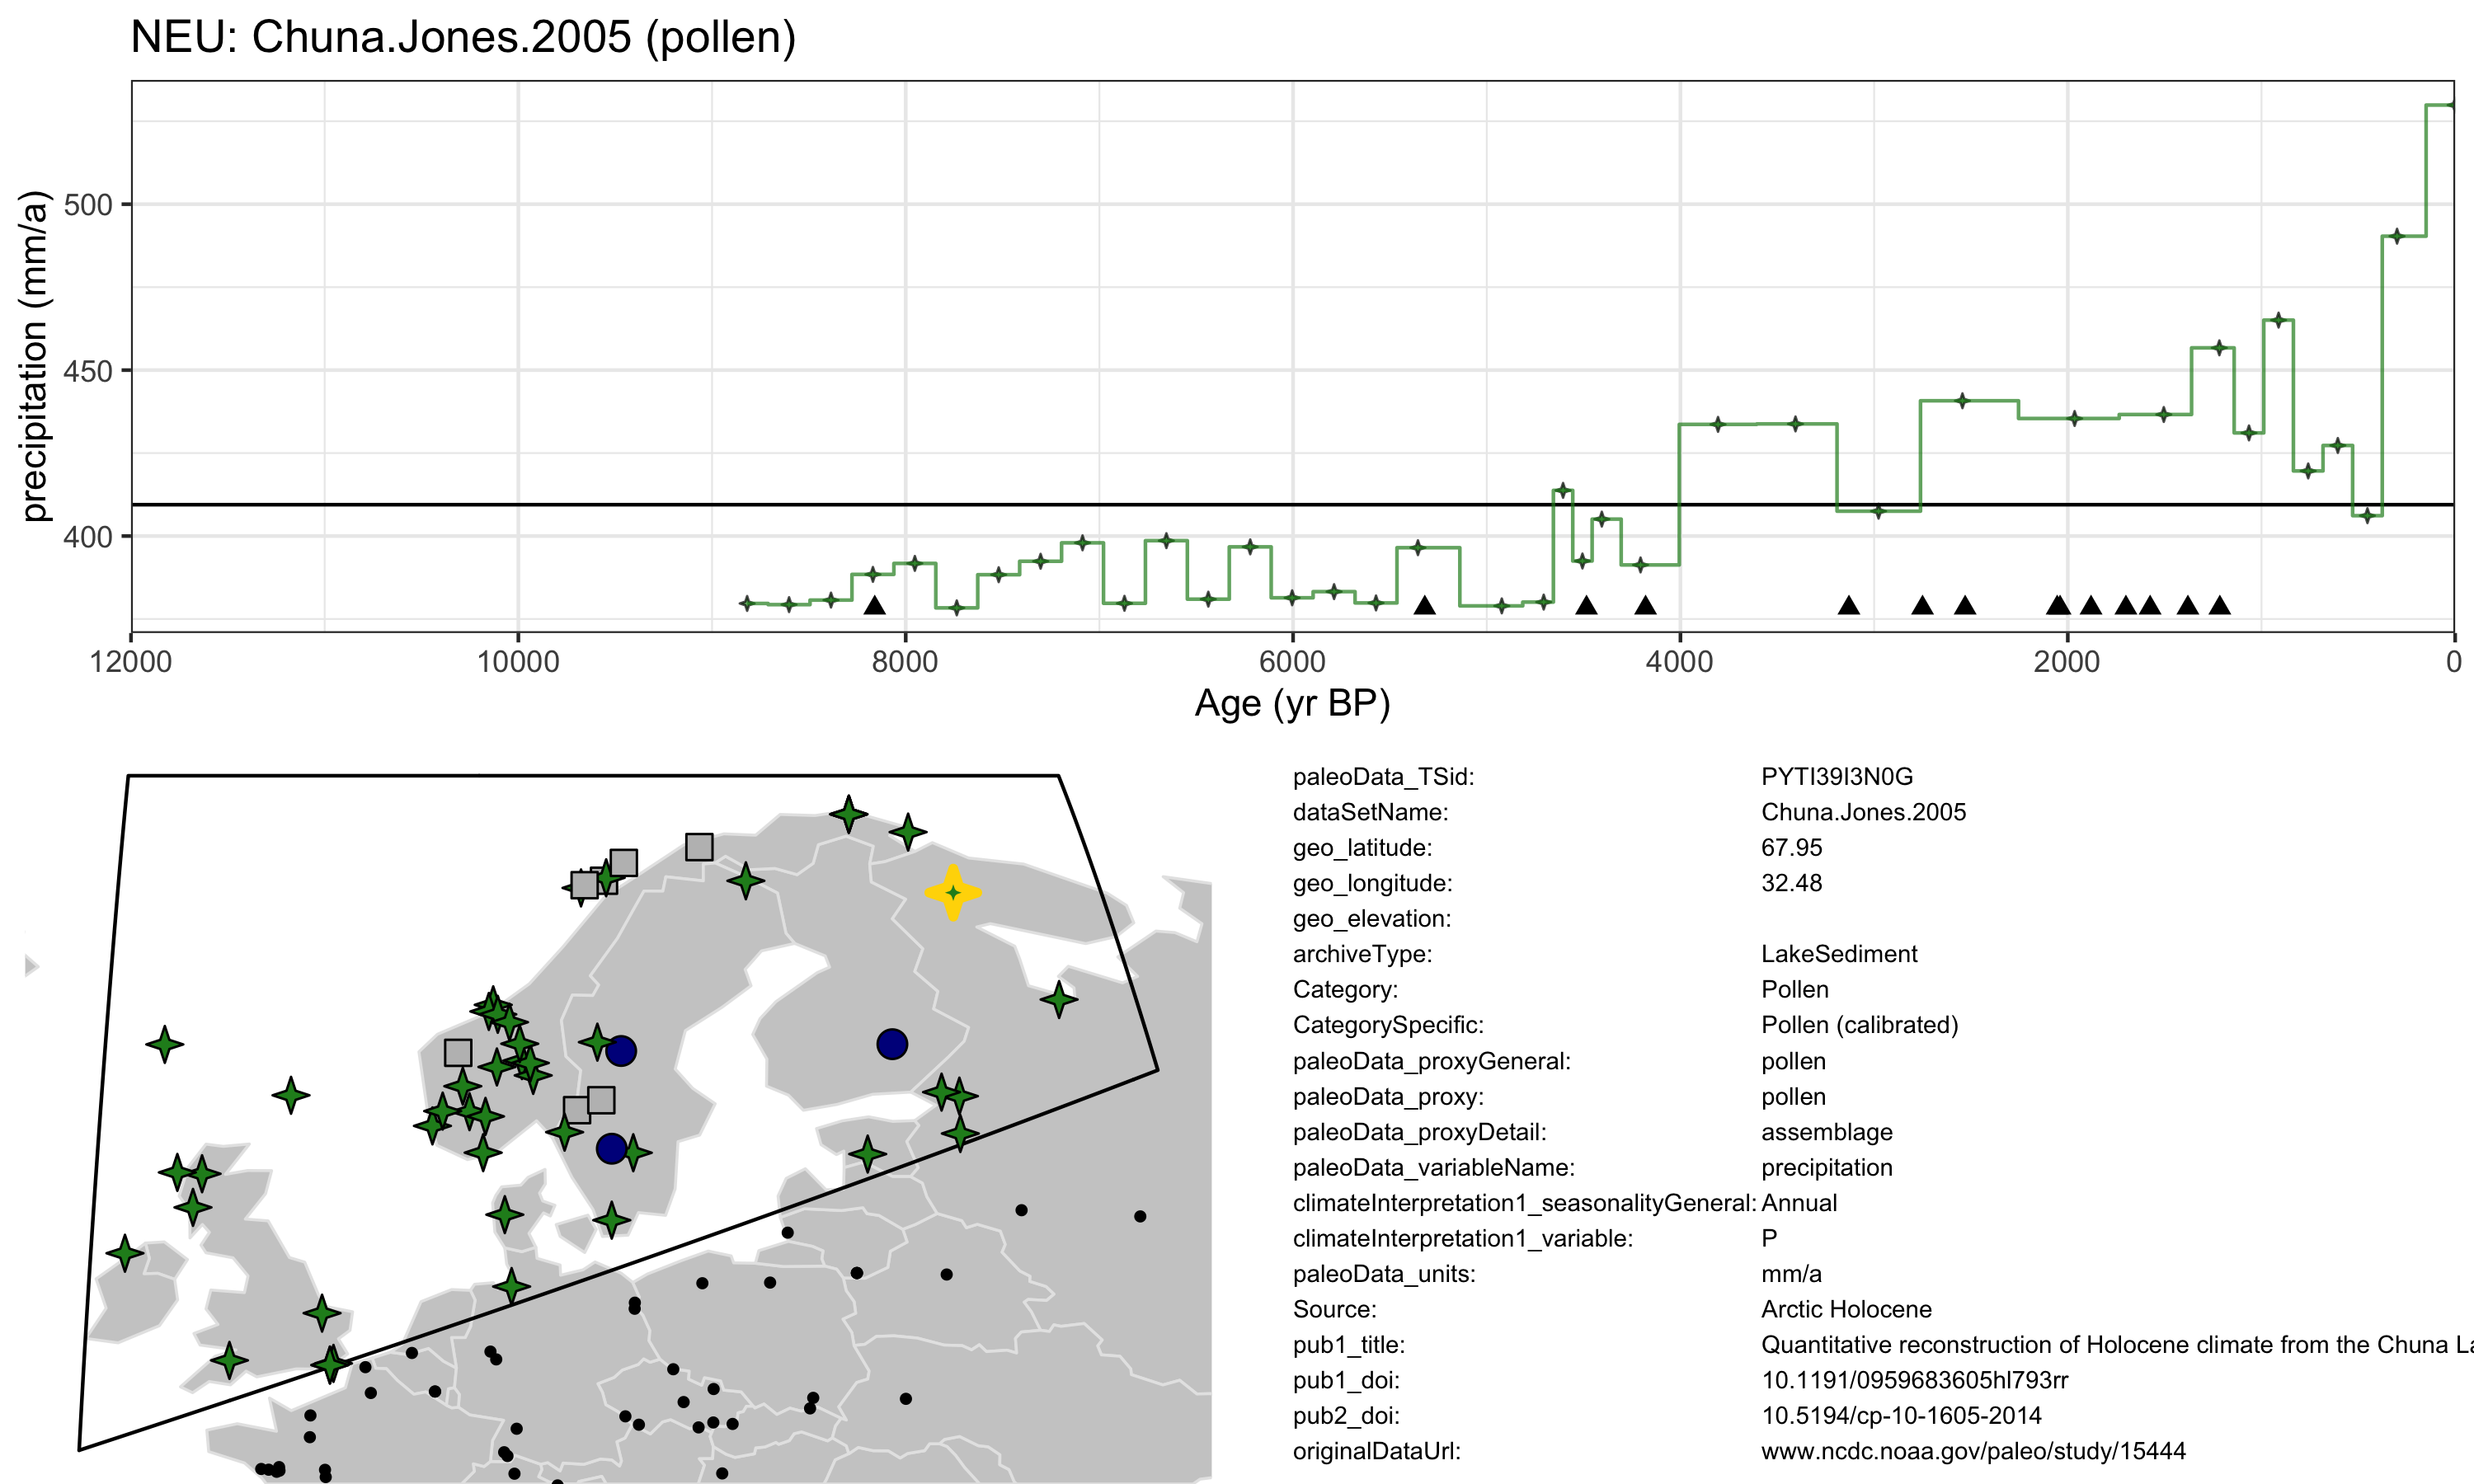 NEU: Chuna.Jones.2005 (pollen)
precipitation (mm/a)
500
450
400
12000 10000 8000 6000 4000 2000 0
Age (yr BP)
paleoData_TSid: PYTI39I3N0G
dataSetName: Chuna.Jones.2005
geo_latitude: 67.95
geo_longitude: 32.48
geo_elevation:
archiveType: LakeSediment
Category: Pollen
CategorySpecific: Pollen (calibrated)
paleoData_proxyGeneral: pollen
paleoData_proxy: pollen
paleoData_proxyDetail: assemblage
paleoData_variableName: precipitation
climateInterpretation1_seasonalityGeneral: Annual
climateInterpretation1_variable: P
paleoData_units: mm/a
Source: Arctic Holocene
pub1_title: Quantitative reconstruction of Holocene climate from the Chuna La
pub1_doi: 10.1191/0959683605hl793rr
pub2_doi: 10.5194/cp-10-1605-2014
originalDataUrl: www.ncdc.noaa.gov/paleo/study/15444